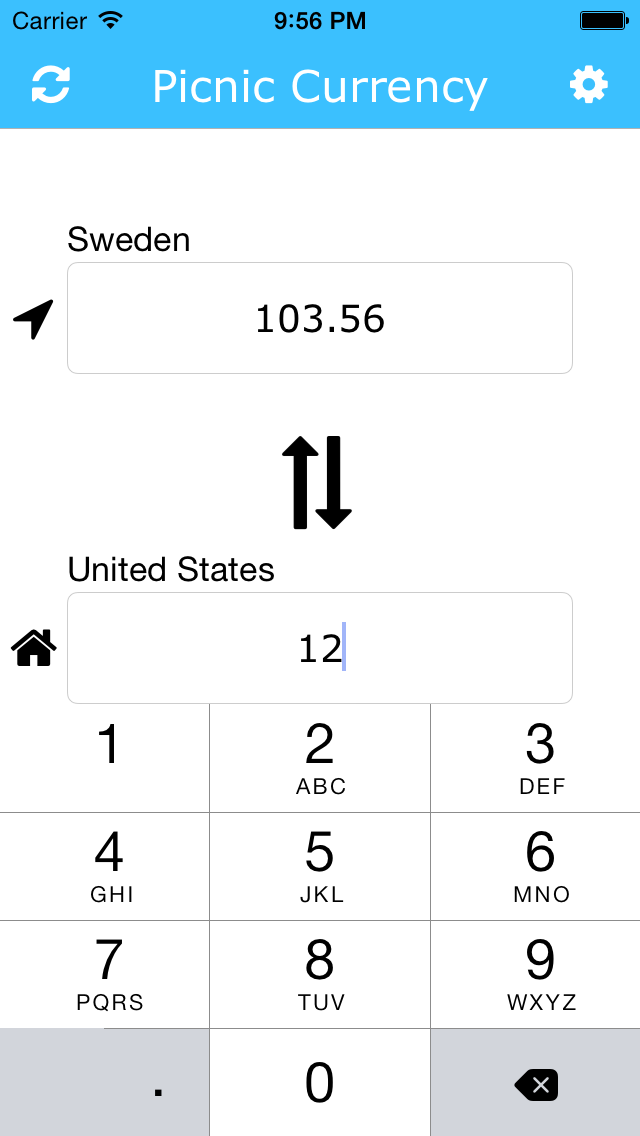 Carrier 9:56 PM
Picnic Currency
Sweden
103.56
United States
12
1 2 3
ABC DEF
4 5 6
GHI JKL MNO
7 8 9
PQRS TUV WXYZ
. 0